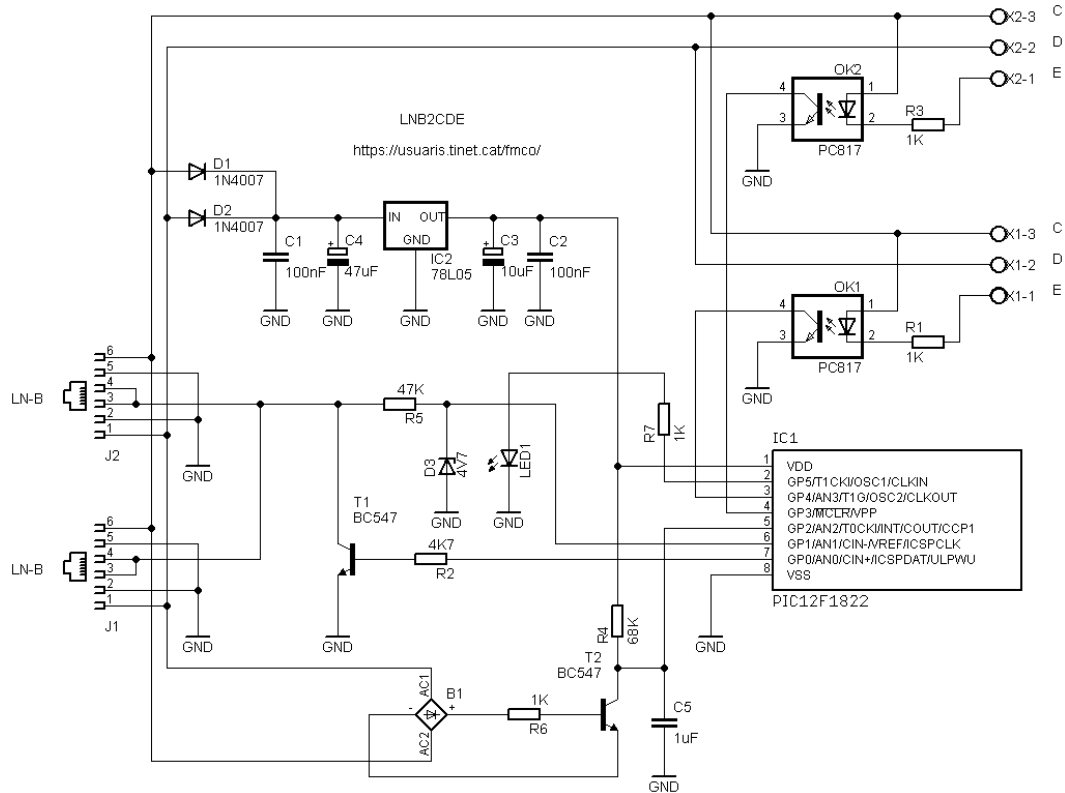 C
X2-3
D
X2-2
E
X2-1
OK2
4
1
3
2
R3
1K
PC817
GND
LNB2CDE
https://usuaris.tinet.cat/fmco/
D1
1N4007
D2
1N4007
IN OUT
GND
IC2
78L05
C1
100nF
C4
+
47uF
C3
+
10uF
C2
100nF
GND
GND
GND
GND
GND
C
X1-3
D
X1-2
E
X1-1
OK1
4
1
3
2
R1
1K
PC817
GND
LN-B
6
5
4
3
2
1
J2
GND
47K
R5
D3
4V7
GND
LED1
GND
R7
1K
T1
BC547
4K7
R2
GND
LN-B
6
5
4
3
2
1
J1
GND
IC1
1 VDD
2 GP5/T1CKI/OSC1/CLKIN
3 GP4/AN3/T1G/OSC2/CLKOUT
4 GP3/MCLR/VPP
5 GP2/AN2/T0CKI/INT/COUT/CCP1
6 GP1/AN1/CIN-/VREF/ICSPCLK
7 GP0/AN0/CIN+/ICSPDAT/ULPWU
8 VSS
PIC12F1822
GND
R4
68K
T2
BC547
AC1
B1
-
+
AC2
1K
R6
C5
1uF
GND